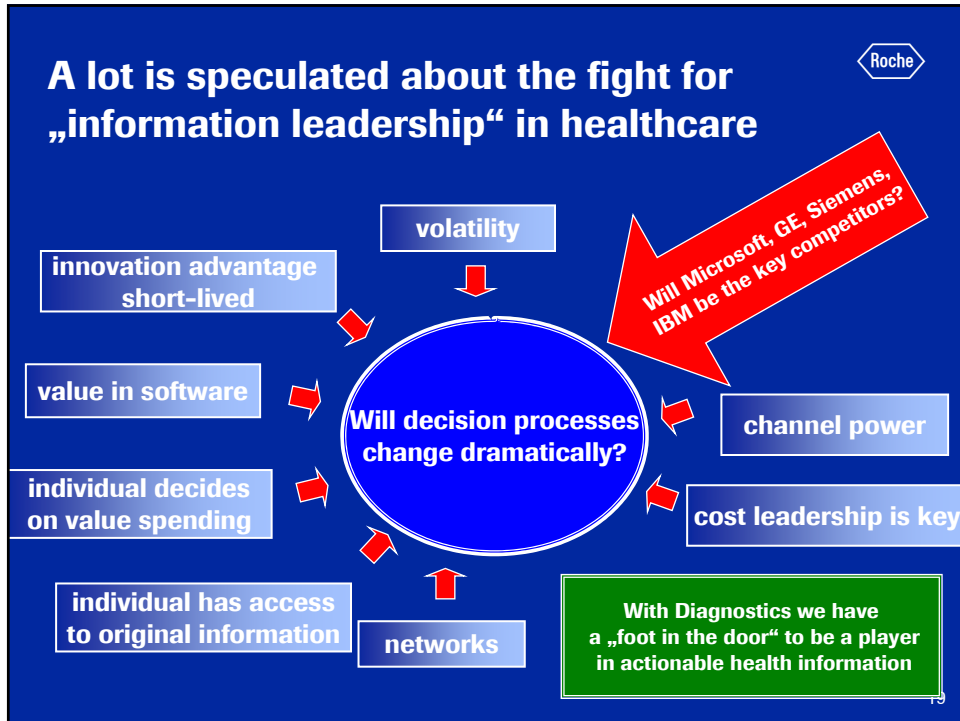 Roche
A lot is speculated about the fight for
„information leadership“ in healthcare
Will Microsoft, GE, Siemens,
IBM be the key competitors?
volatility
innovation advantage
short-lived
value in software
Will decision processes
change dramatically?
channel power
individual decides
on value spending
cost leadership is key
individual has access
to original information
networks
With Diagnostics we have
a „foot in the door“ to be a player
in actionable health information
19